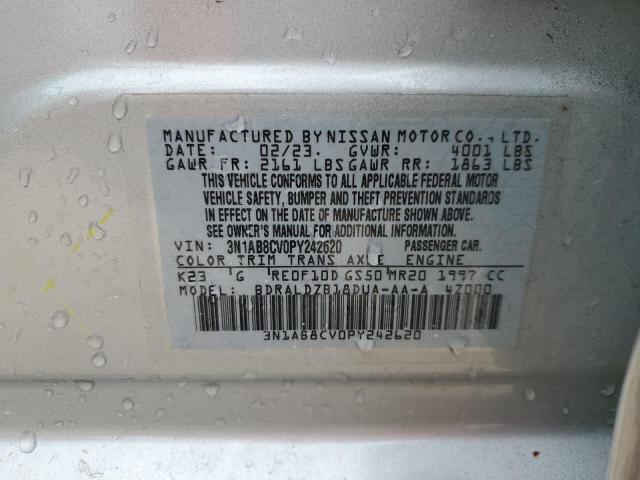 MANUFACTURED BY NISSAN MOTOR CO., LTD.
DATE: 02/23. GVWR: 4001 LBS
GAWR FR: 2161 LBS GAWR RR: 1863 LBS
THIS VEHICLE CONFORMS TO ALL APPLICABLE FEDERAL MOTOR
VEHICLE SAFETY, BUMPER AND THEFT PREVENTION STANDARDS
IN EFFECT ON THE DATE OF MANUFACTURE SHOWN ABOVE.
SEE OWNER'S MANUAL FOR ADDITIONAL INFORMATION.
VIN: 3N1AB8CV0PY242620 PASSENGER CAR.
COLOR TRIM TRANS AXLE ENGINE
K23 G RE0F10D GS50 MR20 1997 CC
MODEL: BDRALDZB18DUA-AA-A 4Z000
3N1AB8CV0PY242620